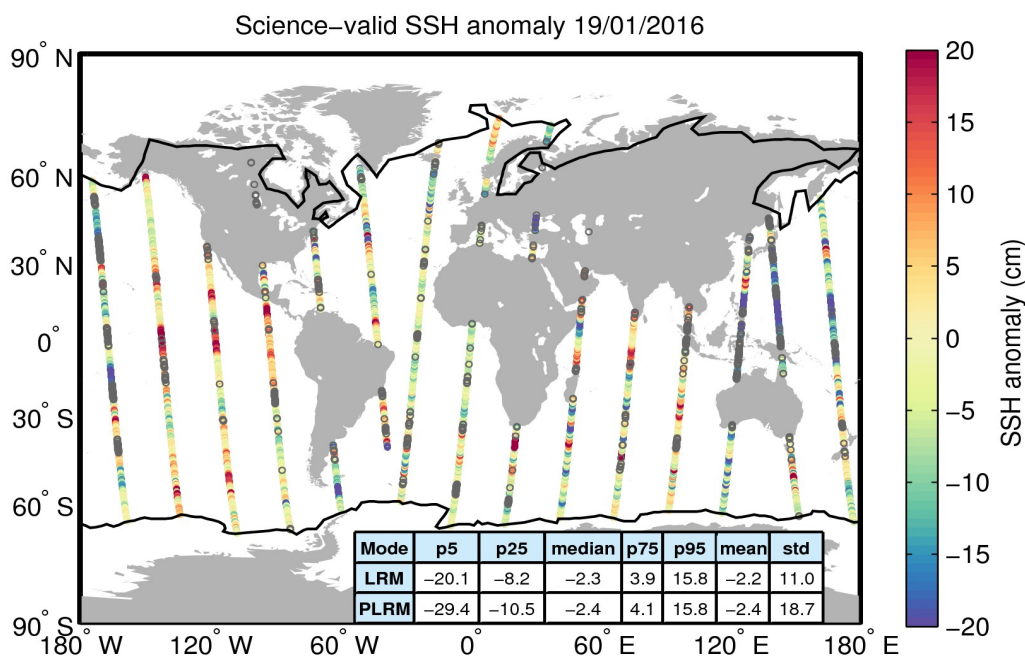 Science−valid SSH anomaly 19/01/2016
90° N
60° N
30° N
0°
30° S
60° S
90° S
180° W
120° W
60° W
0°
60° E
120° E
180° E
20
15
10
5
0
−5
−10
−15
−20
SSH anomaly (cm)
Mode p5 p25 median p75 p95 mean std
LRM −20.1 −8.2 −2.3 3.9 15.8 −2.2 11.0
PLRM −29.4 −10.5 −2.4 4.1 15.8 −2.4 18.7